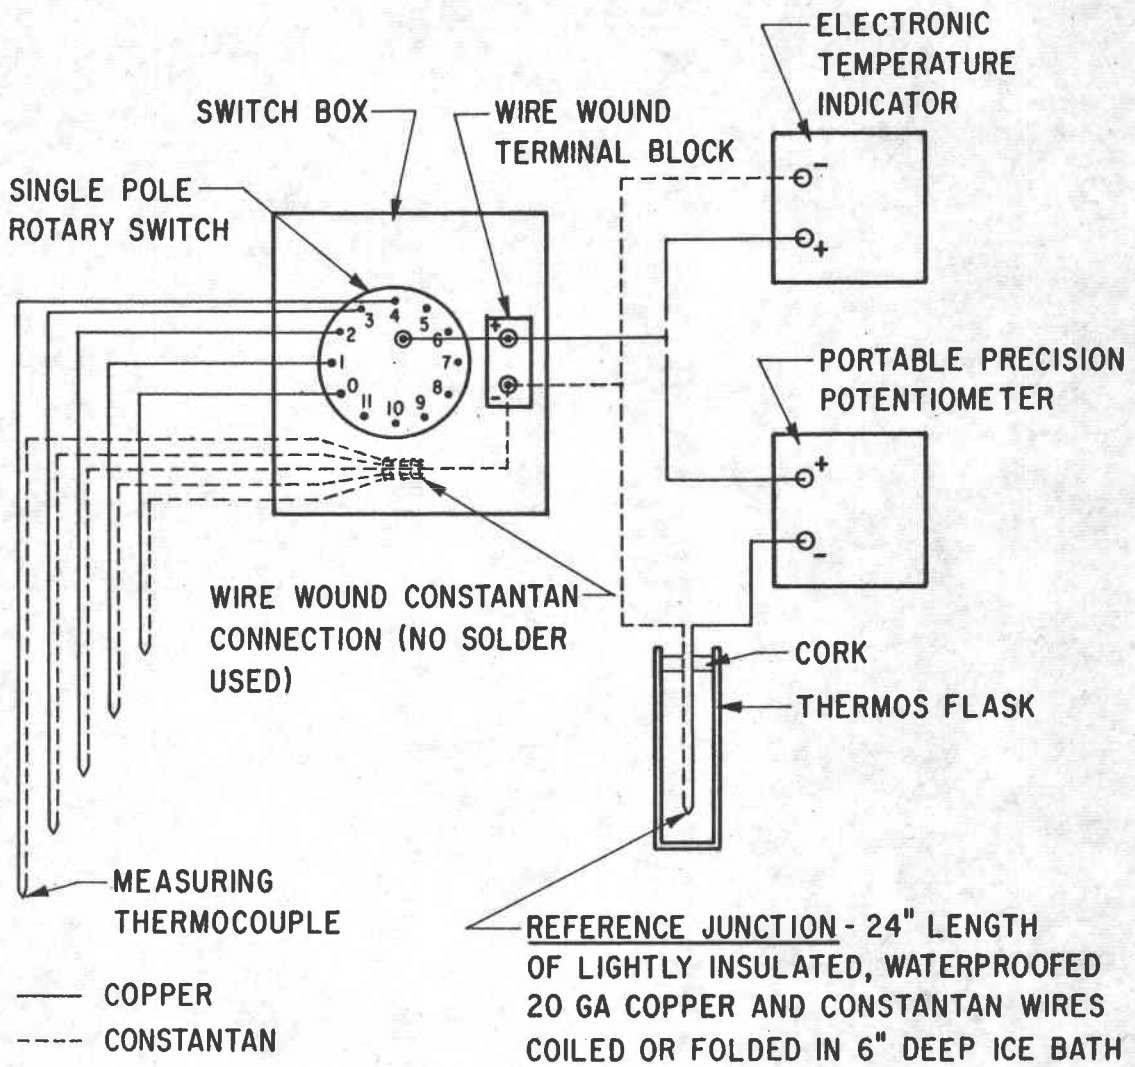 ELECTRONIC
TEMPERATURE
INDICATOR
SWITCH BOX
WIRE WOUND
TERMINAL BLOCK
SINGLE POLE
ROTARY SWITCH
-
+
4
3
5
2
6
1
7
0
8
11
10
9
+
-
PORTABLE PRECISION
POTENTIOMETER
+
-
WIRE WOUND CONSTANTAN
CONNECTION (NO SOLDER
USED)
CORK
THERMOS FLASK
MEASURING
THERMOCOUPLE
REFERENCE JUNCTION - 24" LENGTH
OF LIGHTLY INSULATED, WATERPROOFED
20 GA COPPER AND CONSTANTAN WIRES
COILED OR FOLDED IN 6" DEEP ICE BATH
COPPER
CONSTANTAN